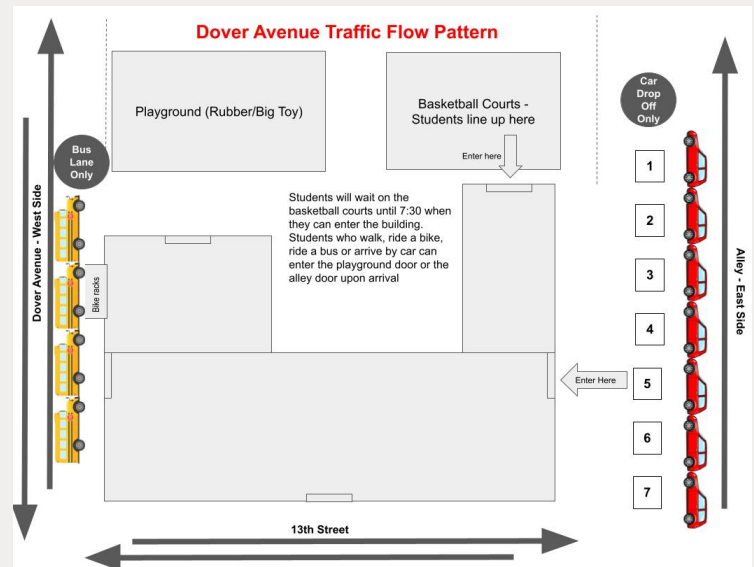 Dover Avenue Traffic Flow Pattern
Playground (Rubber/Big Toy)
Basketball Courts -
Students line up here
Enter here
Car
Drop
Off
Only
Bus
Lane
Only
Dover Avenue - West Side
Bike racks
Students will wait on the
basketball courts until 7:30 when
they can enter the building.
Students who walk, ride a bike,
ride a bus or arrive by car can
enter the playground door or the
alley door upon arrival
1
2
3
4
5
6
7
Enter Here
Alley - East Side
13th Street